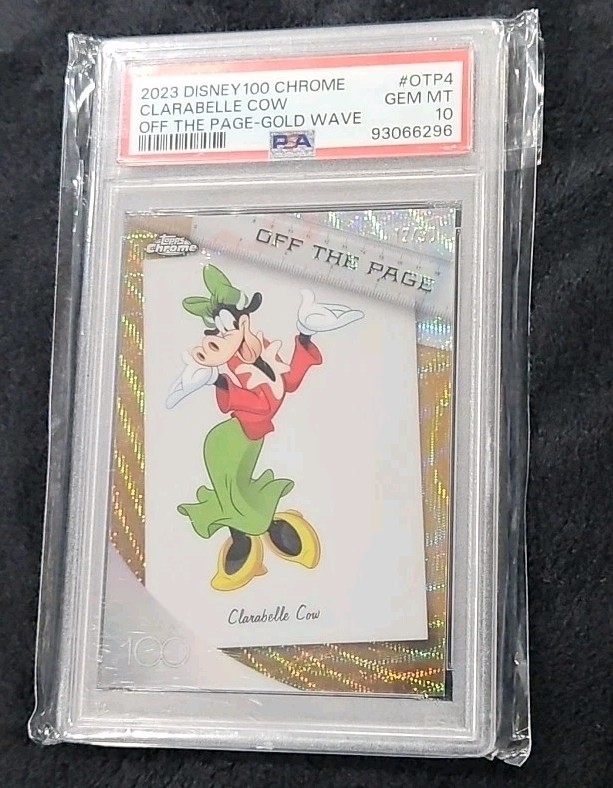 2023 DISNEY100 CHROME #OTP4
CLARABELLE COW GEM MT
OFF THE PAGE-GOLD WAVE 10
93066296
PSA
Topps
Chrome
OFF THE PAGE
Clarabelle Cow
100